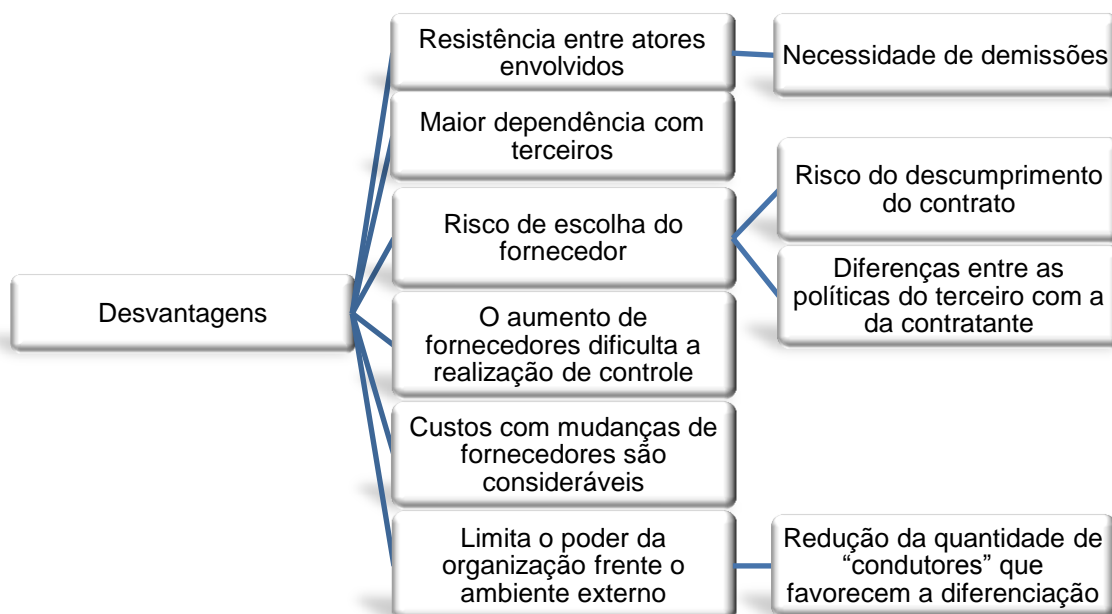 Desvantagens
Resistência entre atores
envolvidos
Necessidade de demissões
Maior dependência com
terceiros
Risco de escolha do
fornecedor
Risco do descumprimento
do contrato
Diferenças entre as
políticas do terceiro com a
da contratante
O aumento de
fornecedores dificulta a
realização de controle
Custos com mudanças de
fornecedores são
consideráveis
Limita o poder da
organização frente o
ambiente externo
Redução da quantidade de
“condutores” que
favorecem a diferenciação